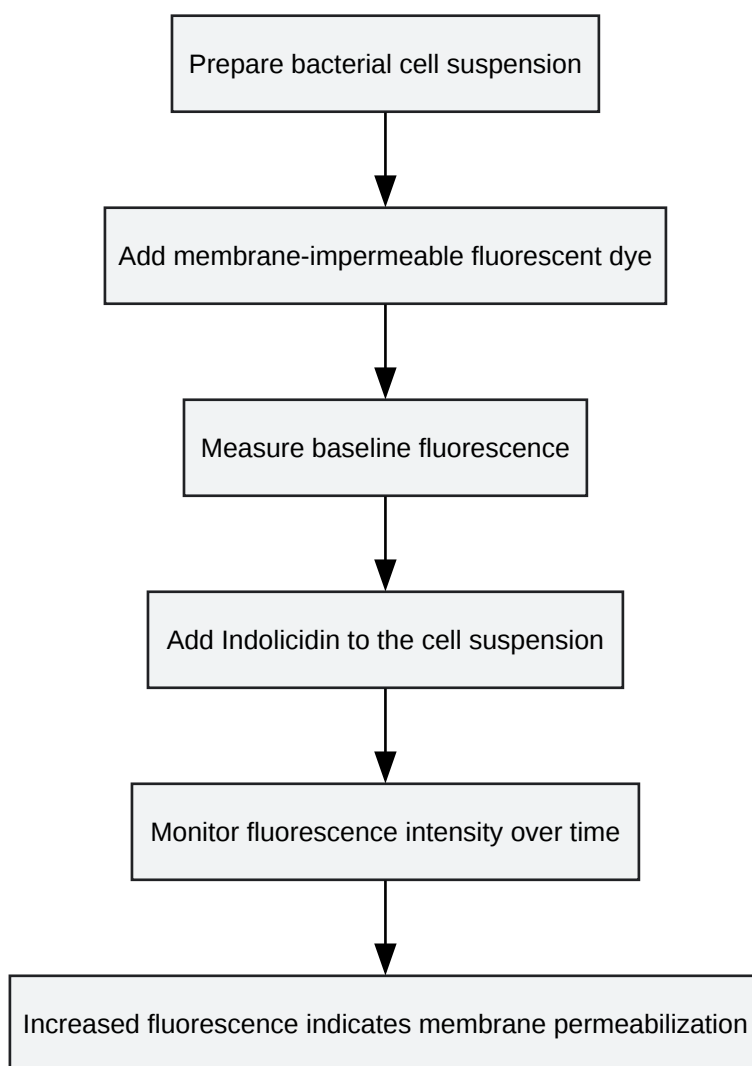 Prepare bacterial cell suspension
Add membrane-impermeable fluorescent dye
Measure baseline fluorescence
Add Indolicidin to the cell suspension
Monitor fluorescence intensity over time
Increased fluorescence indicates membrane permeabilization